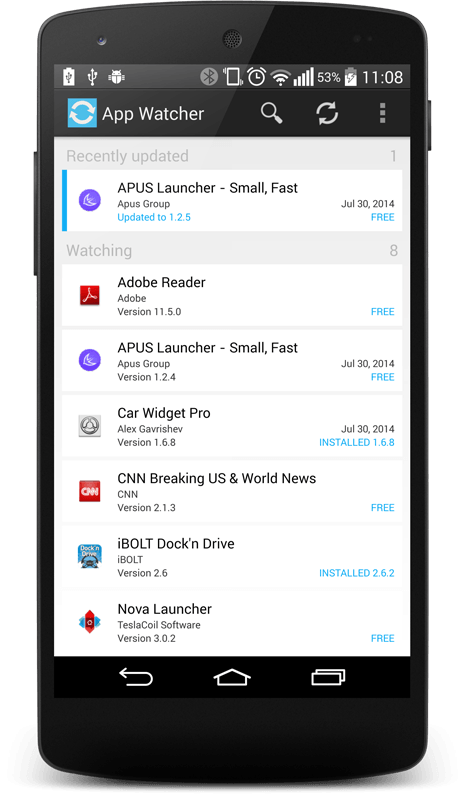 53% 11:08
App Watcher
Recently updated 1
APUS Launcher - Small, Fast
Apus Group Jul 30, 2014
Updated to 1.2.5 FREE
Watching 8
Adobe Reader
Adobe
Version 11.5.0 FREE
APUS Launcher - Small, Fast
Apus Group Jul 30, 2014
Version 1.2.4 FREE
Car Widget Pro
Alex Gavrishev Jul 30, 2014
Version 1.6.8 INSTALLED 1.6.8
CNN Breaking US & World News
CNN
CNN
Version 2.1.3 FREE
Dock'n
Drive
iBOLT Dock'n Drive
iBOLT
Version 2.6 INSTALLED 2.6.2
Nova Launcher
TeslaCoil Software
Version 3.0.2 FREE